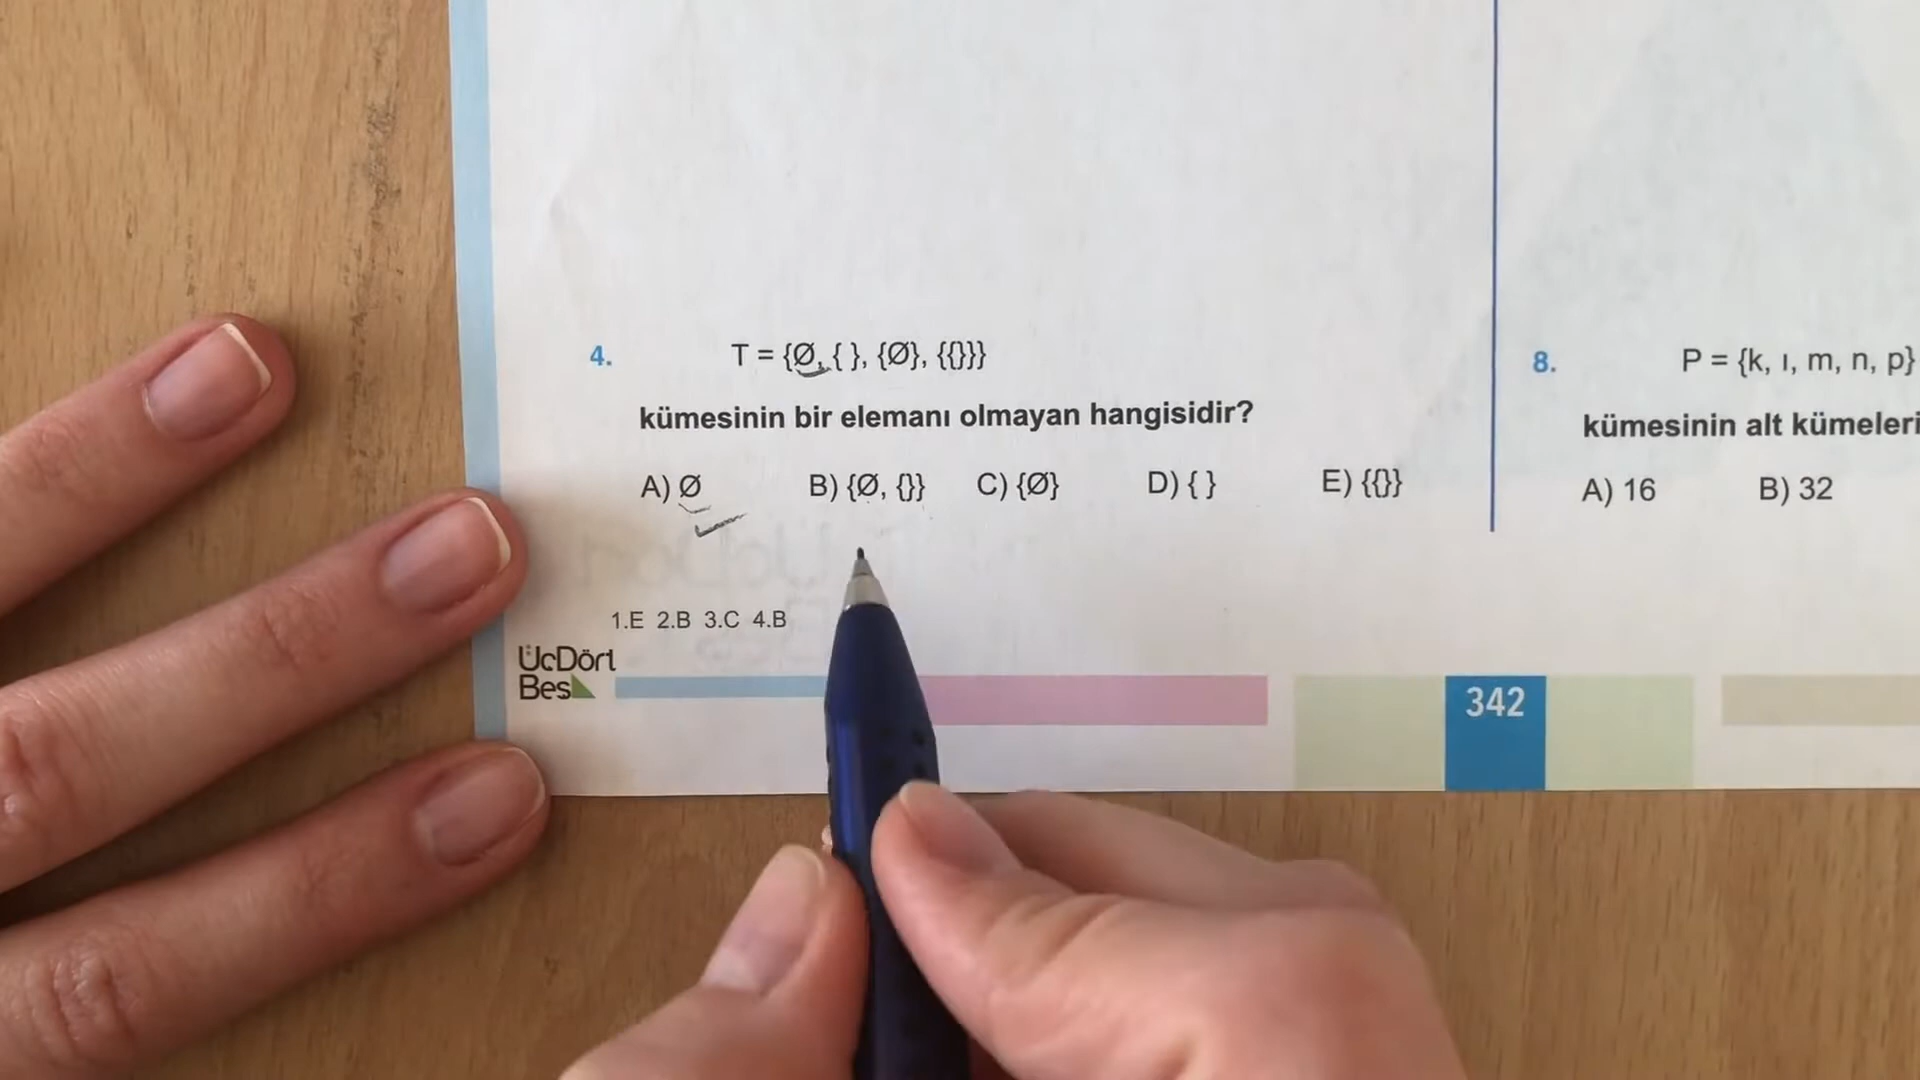 4. T = {Ø, { }, {Ø}, {{}}}
kümesinin bir elemanı olmayan hangisidir?
A) Ø B) {Ø, {}} C) {Ø} D) { } E) {{}}
1.E 2.B 3.C 4.B
ÜçDört
Beş
342
8. P = {k, ı, m, n, p}
kümesinin alt kümeleri
A) 16 B) 32